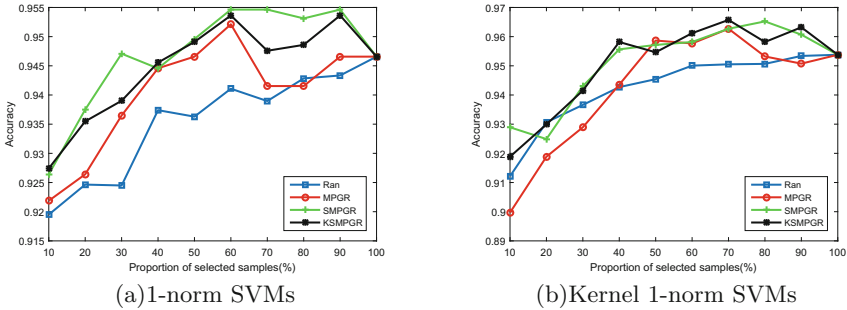 0.955
0.95
0.945
0.94
0.935
0.93
0.925
0.92
0.915
Accuracy
10 20 30 40 50 60 70 80 90 100
Proportion of selected samples(%)
Ran
MPGR
SMPGR
KSMPGR
(a)1-norm SVMs
0.97
0.96
0.95
0.94
0.93
0.92
0.91
0.90
0.89
Accuracy
10 20 30 40 50 60 70 80 90 100
Proportion of selected samples(%)
Ran
MPGR
SMPGR
KSMPGR
(b)Kernel 1-norm SVMs